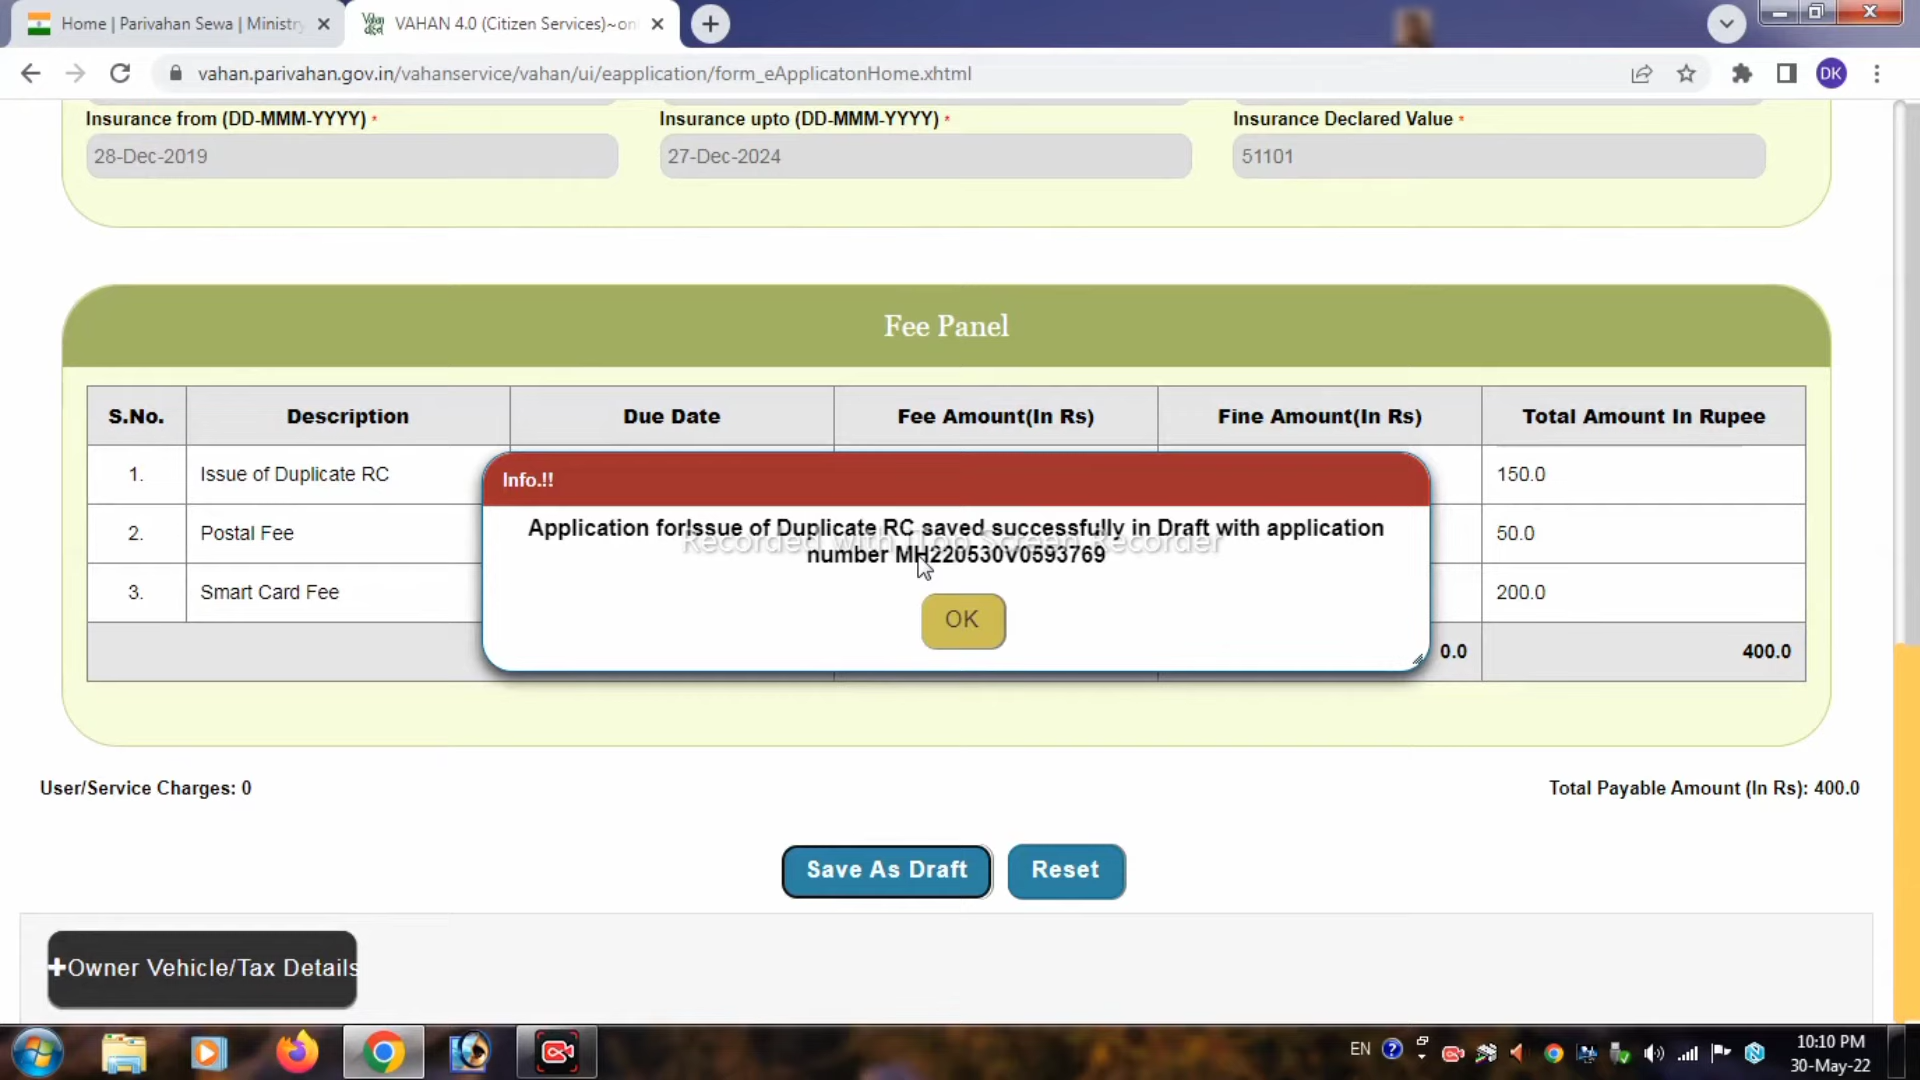 Home | Parivahan Sewa | Ministry
VAHAN 4.0 (Citizen Services)~on
vahan.parivahan.gov.in/vahanservice/vahan/ui/eapplication/form_eApplicatonHome.xhtml
DK
Insurance from (DD-MMM-YYYY) * Insurance upto (DD-MMM-YYYY) * Insurance Declared Value *
28-Dec-2019 27-Dec-2024 51101
Fee Panel
S.No. Description Due Date Fee Amount(In Rs) Fine Amount(In Rs) Total Amount In Rupee
1. Issue of Duplicate RC 150.0
2. Postal Fee 50.0
3. Smart Card Fee 200.0
0.0 400.0
Info.!!
Application forIssue of Duplicate RC saved successfully in Draft with application
number MH220530V0593769
Recorded with iTop Screen Recorder
OK
User/Service Charges: 0 Total Payable Amount (In Rs): 400.0
Save As Draft Reset
+Owner Vehicle/Tax Details
EN 10:10 PM
30-May-22